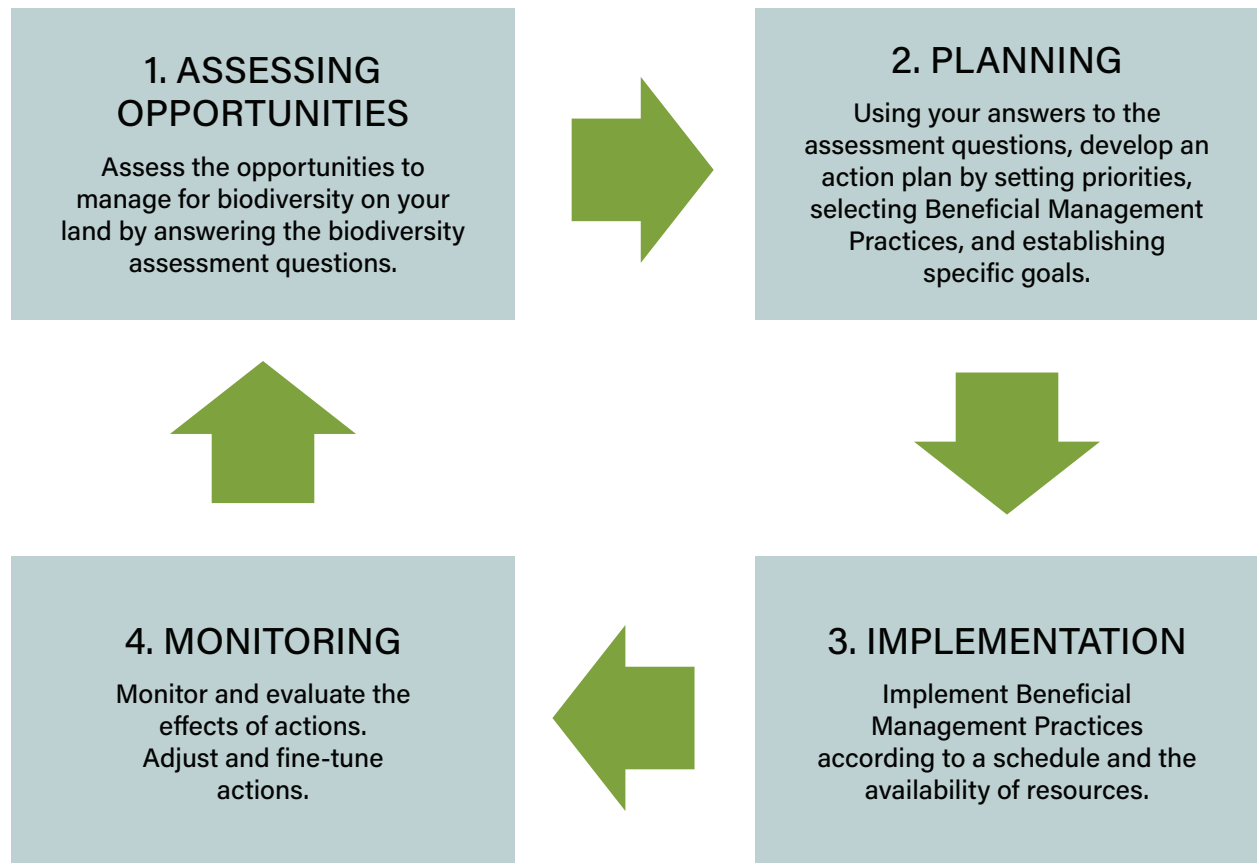 1. ASSESSING
OPPORTUNITIES
Assess the opportunities to
manage for biodiversity on your
land by answering the biodiversity
assessment questions.
2. PLANNING
Using your answers to the
assessment questions, develop an
action plan by setting priorities,
selecting Beneficial Management
Practices, and establishing
specific goals.
3. IMPLEMENTATION
Implement Beneficial
Management Practices
according to a schedule and the
availability of resources.
4. MONITORING
Monitor and evaluate the
effects of actions.
Adjust and fine-tune
actions.